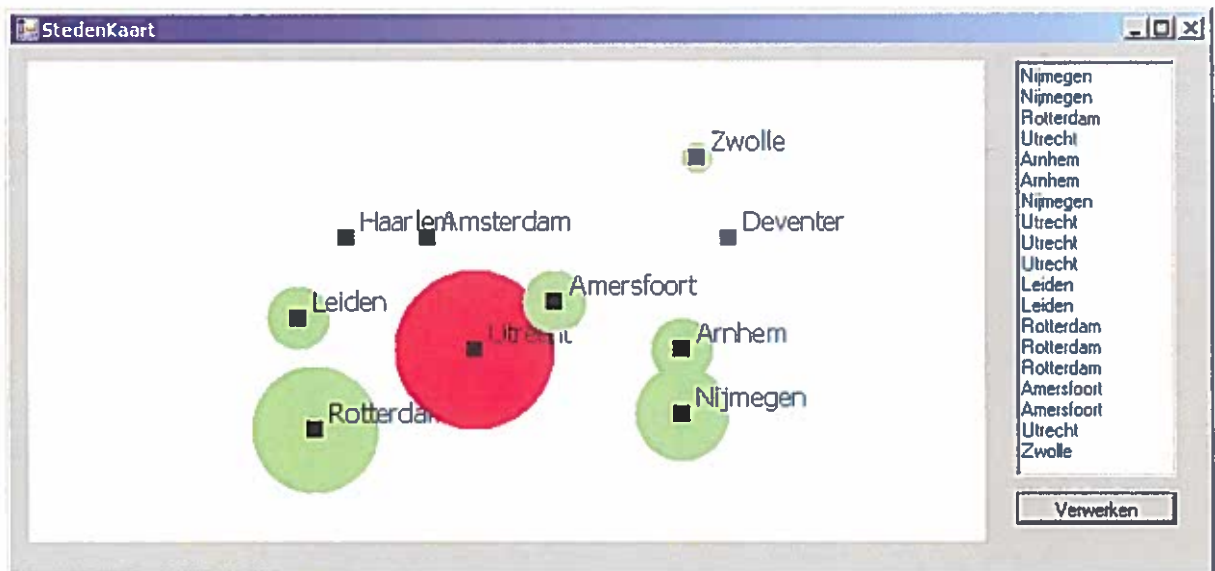 StedenKaart
Zwolle
Haarlem Amsterdam
Deventer
Amersfoort
Leiden
Utrecht
Arnhem
Nijmegen
Rotterdam
Nijmegen
Nijmegen
Rotterdam
Utrecht
Arnhem
Arnhem
Nijmegen
Utrecht
Utrecht
Utrecht
Leiden
Leiden
Rotterdam
Rotterdam
Rotterdam
Amersfoort
Amersfoort
Utrecht
Zwolle
Verwerken